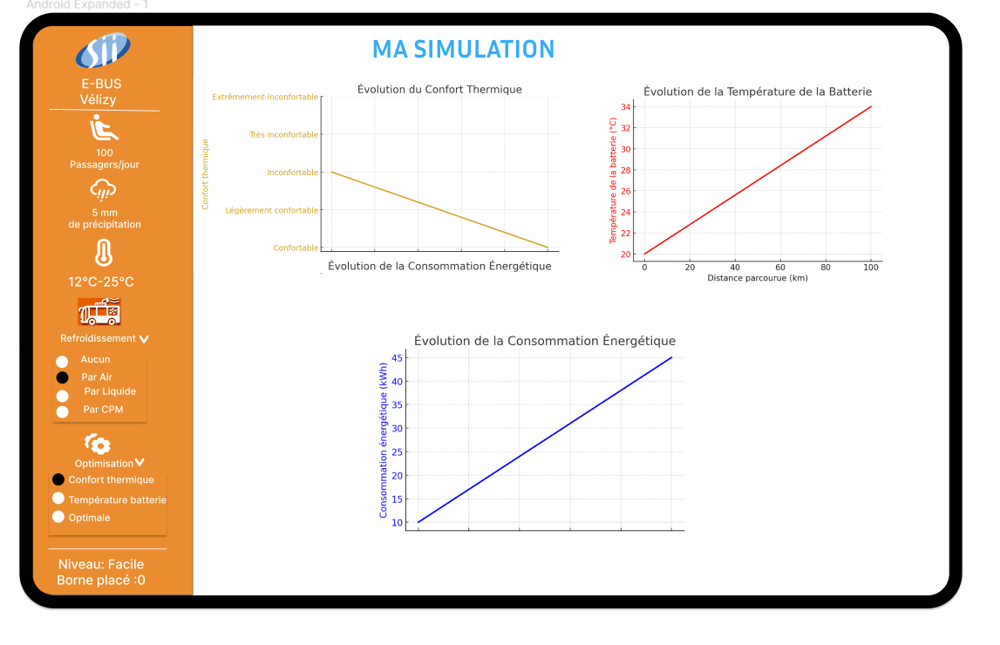 Android Expanded - 1
sii
E-BUS
Vélizy
100
Passagers/jour
5 mm
de précipitation
12°C-25°C
Refroidissement
Aucun
Par Air
Par Liquide
Par CPM
Optimisation
Confort thermique
Température batterie
Optimale
Niveau: Facile
Borne placé :0
MA SIMULATION
Évolution du Confort Thermique
Confort thermique
Extrêmement inconfortable
Très inconfortable
Inconfortable
Légèrement confortable
Confortable
Évolution de la Consommation Énergétique
Évolution de la Température de la Batterie
Température de la batterie (°C)
34
32
30
28
26
24
22
20
0 20 40 60 80 100
Distance parcourue (km)
Évolution de la Consommation Énergétique
Consommation énergétique (kWh)
45
40
35
30
25
20
15
10